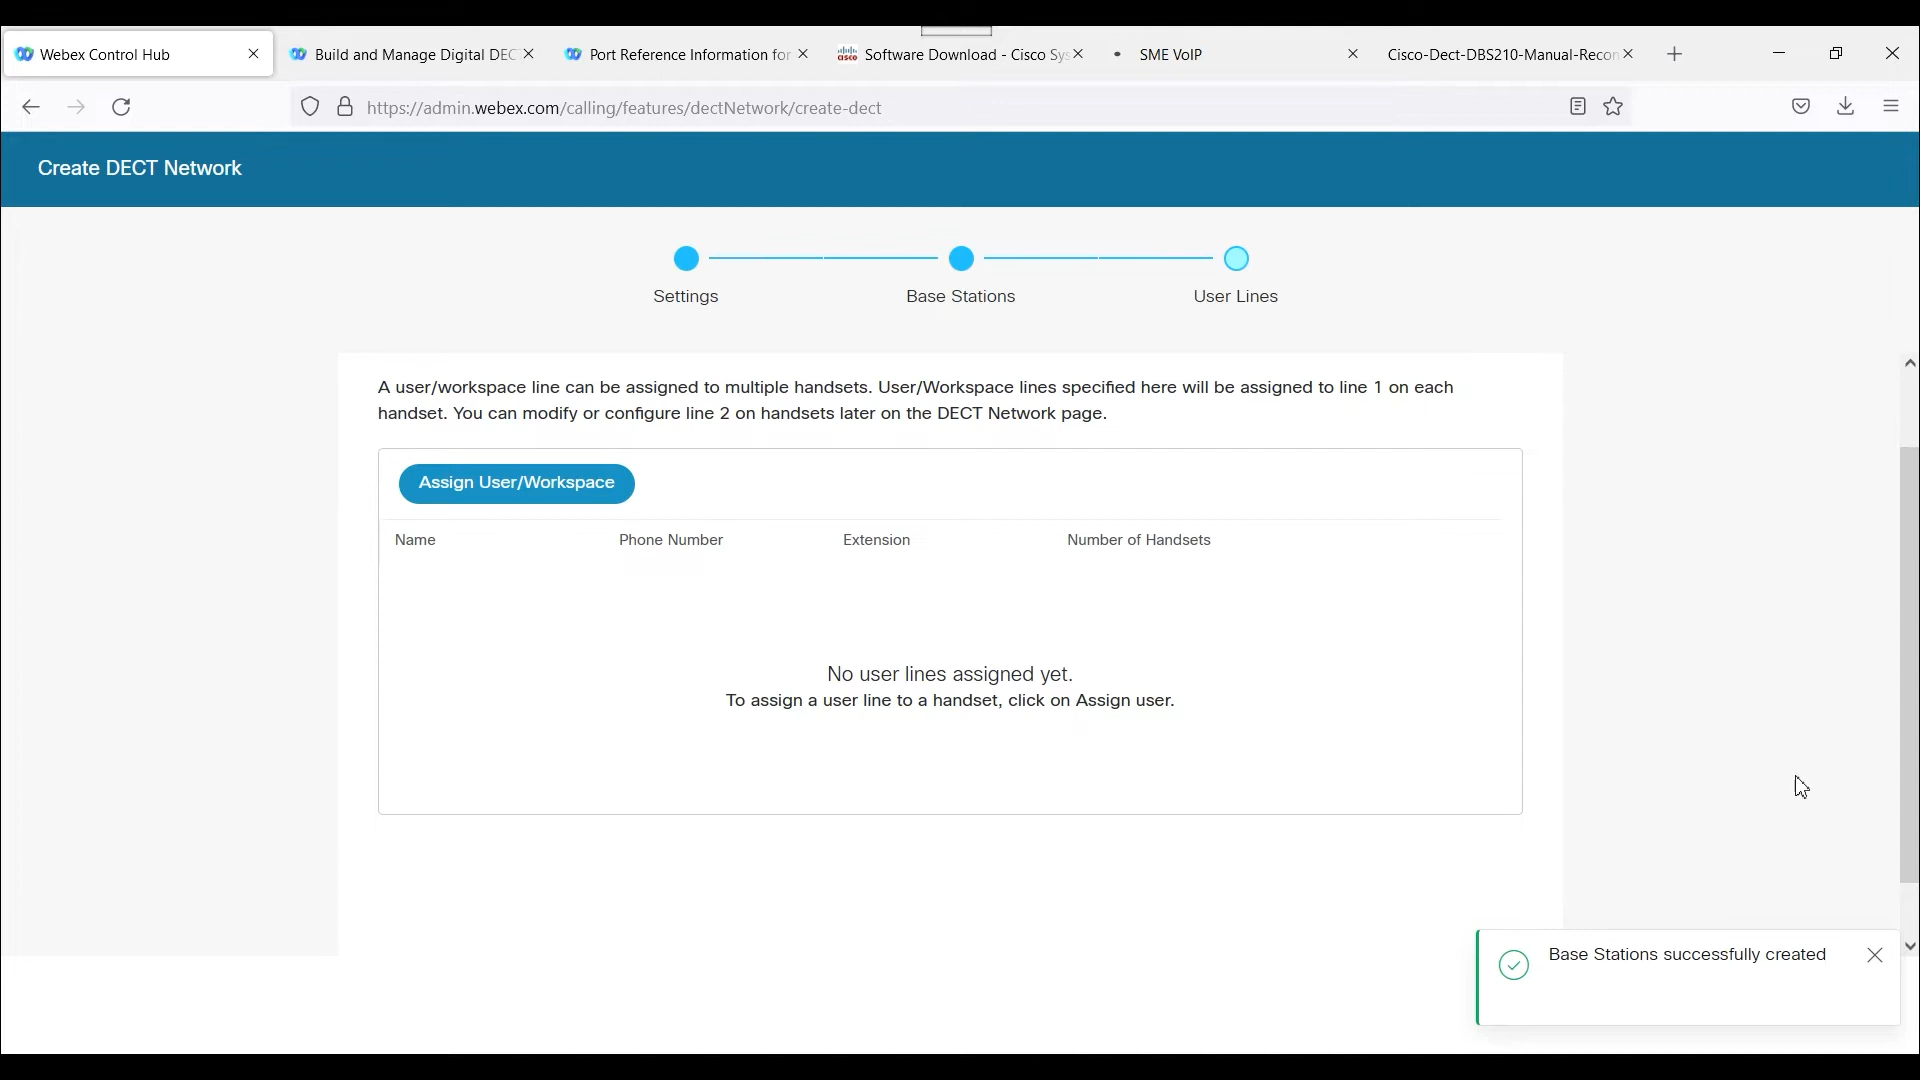 Webex Control Hub
Build and Manage Digital DEC
Port Reference Information for
Software Download - Cisco Sys
SME VoIP
Cisco-Dect-DBS210-Manual-Recon
https://admin.webex.com/calling/features/dectNetwork/create-dect
Create DECT Network
Settings
Base Stations
User Lines
A user/workspace line can be assigned to multiple handsets. User/Workspace lines specified here will be assigned to line 1 on each
handset. You can modify or configure line 2 on handsets later on the DECT Network page.
Assign User/Workspace
Name
Phone Number
Extension
Number of Handsets
No user lines assigned yet.
To assign a user line to a handset, click on Assign user.
Base Stations successfully created